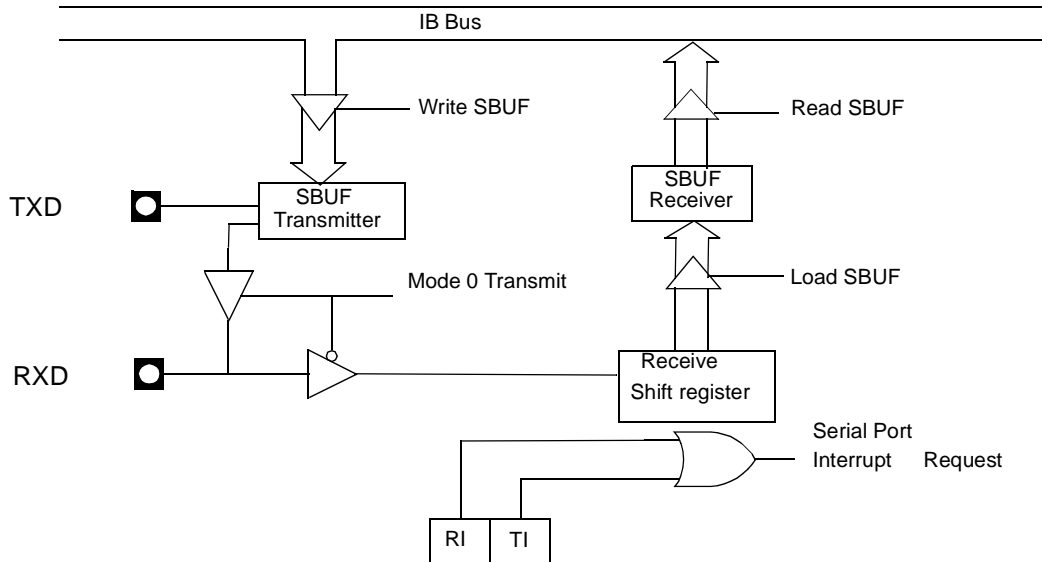 IB Bus
Write SBUF
Read SBUF
SBUF
Transmitter
SBUF
Receiver
TXD
Mode 0 Transmit
Load SBUF
RXD
Receive
Shift register
Serial Port
Interrupt Request
RI
TI